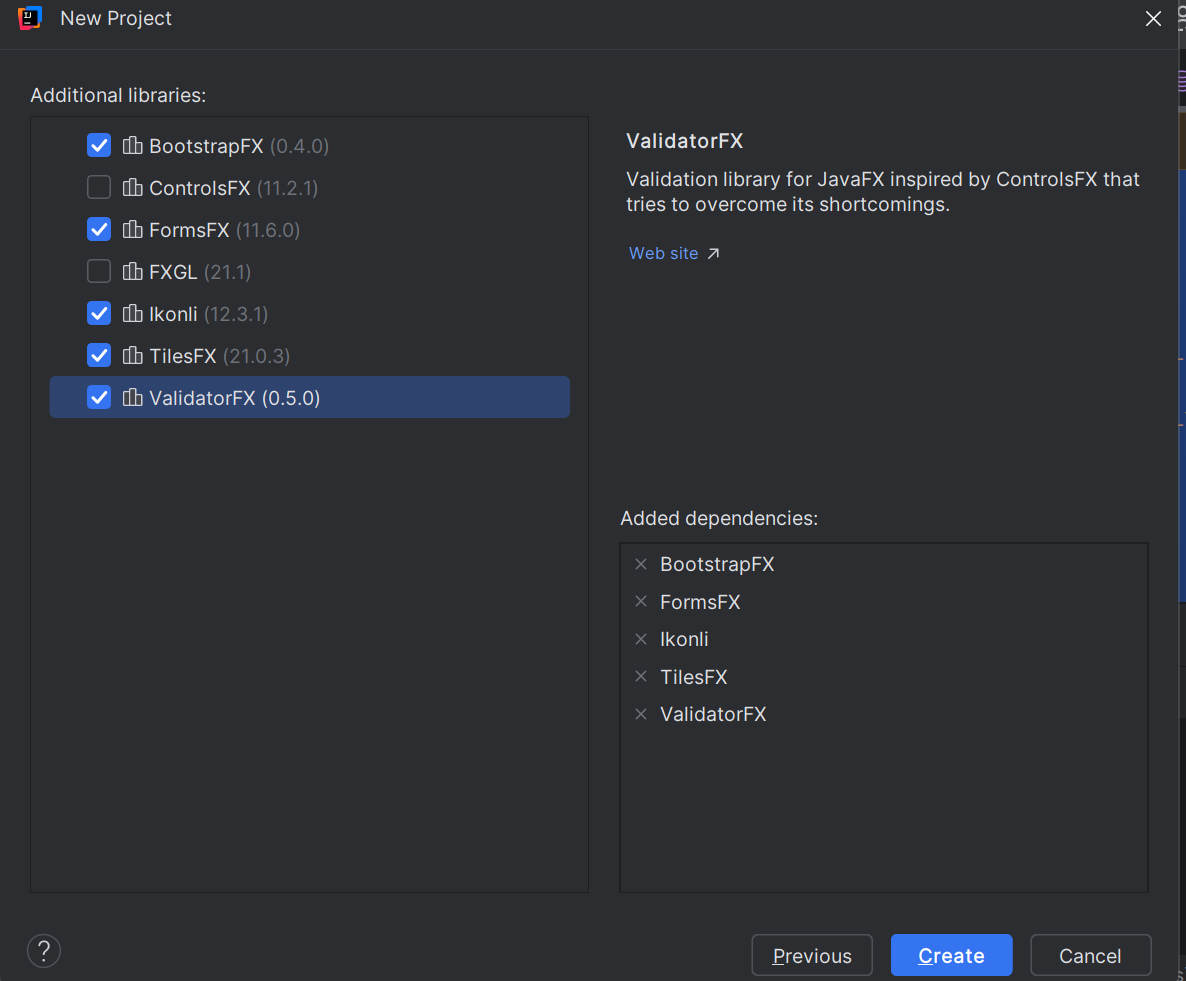 New Project
Additional libraries:
BootstrapFX (0.4.0)
ControlsFX (11.2.1)
FormsFX (11.6.0)
FXGL (21.1)
Ikonli (12.3.1)
TilesFX (21.0.3)
ValidatorFX (0.5.0)
ValidatorFX
Validation library for JavaFX inspired by ControlsFX that
tries to overcome its shortcomings.
Web site ↗
Added dependencies:
BootstrapFX
FormsFX
Ikonli
TilesFX
ValidatorFX
?
Previous
Create
Cancel